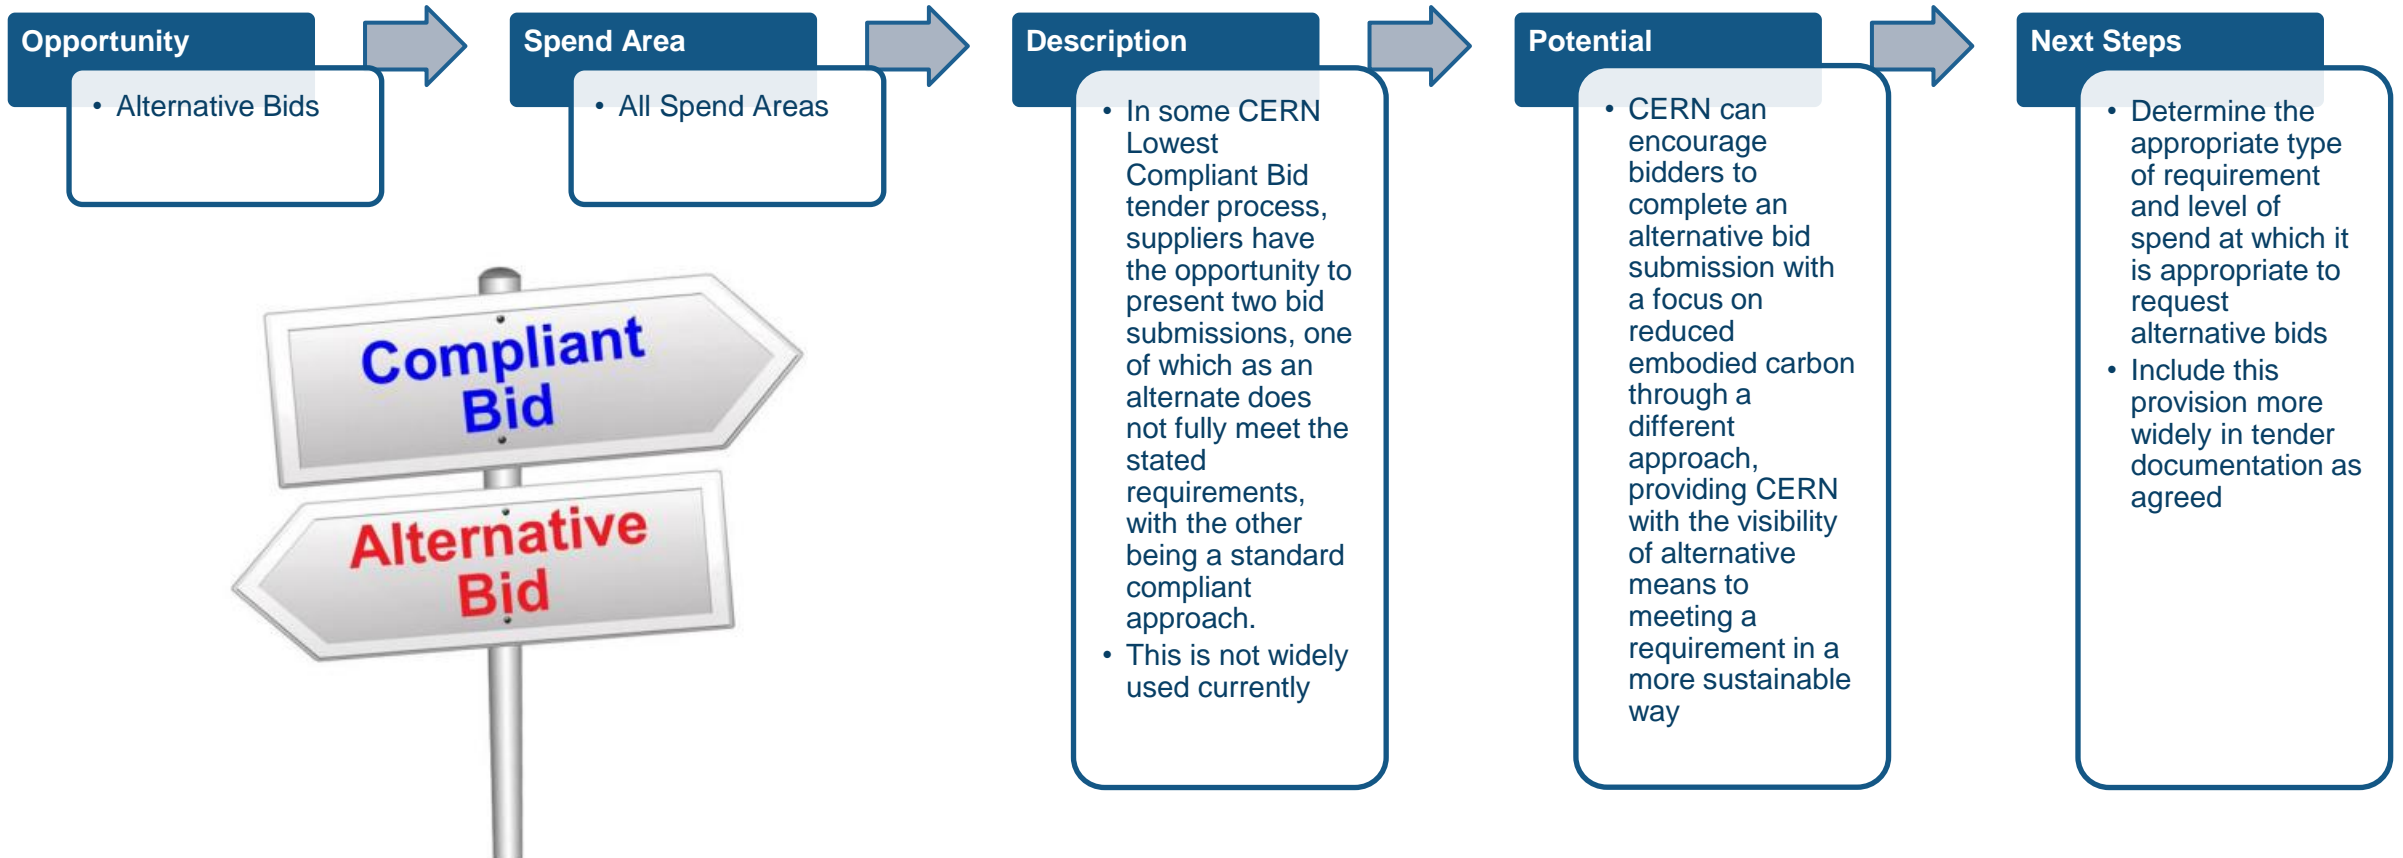 Opportunity
• Alternative Bids
Spend Area
• All Spend Areas
Description
• In some CERN
Lowest
Compliant Bid
tender process,
suppliers have
the opportunity to
present two bid
submissions, one
of which as an
alternate does
not fully meet the
stated
requirements,
with the other
being a standard
compliant
approach.
• This is not widely
used currently
Potential
• CERN can
encourage
bidders to
complete an
alternative bid
submission with
a focus on
reduced
embodied carbon
through a
different
approach,
providing CERN
with the visibility
of alternative
means to
meeting a
requirement in a
more sustainable
way
Next Steps
• Determine the
appropriate type
of requirement
and level of
spend at which it
is appropriate to
request
alternative bids
• Include this
provision more
widely in tender
documentation as
agreed
Compliant
Bid
Alternative
Bid